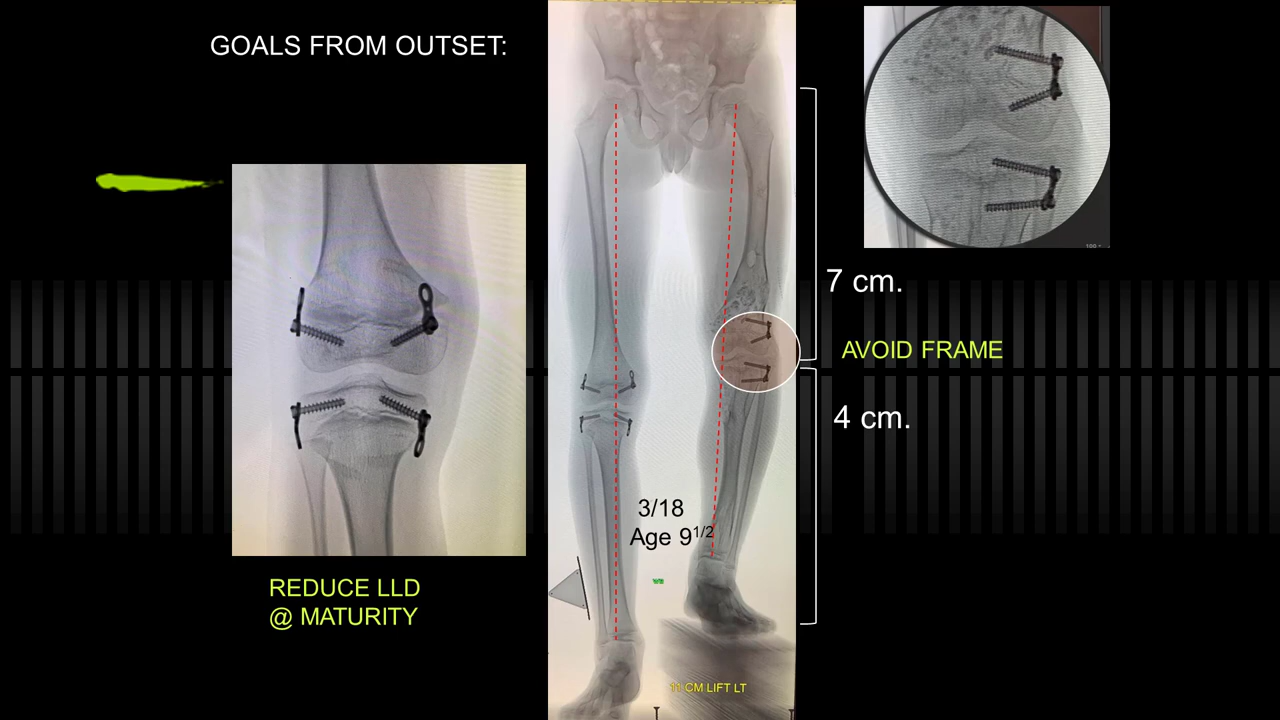 GOALS FROM OUTSET:
7 cm.
AVOID FRAME
4 cm.
3/18
Age 9 1/2
REDUCE LLD
@ MATURITY
11 CM LIFT LT